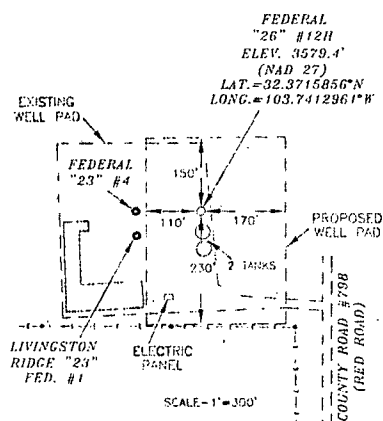 FEDERAL
"26" #12H
ELEV. 3579.4'
(NAD 27)
LAT.=32.3715856°N
LONG.=103.7412961°W
EXISTING
WELL PAD
FEDERAL
"23" #4
150'
110'
170'
PROPOSED
WELL PAD
2 TANKS
230'
LIVINGSTON
RIDGE "23"
FED. #1
ELECTRIC
PANEL
COUNTY ROAD #798
(RED ROAD)
SCALE-1"=300'